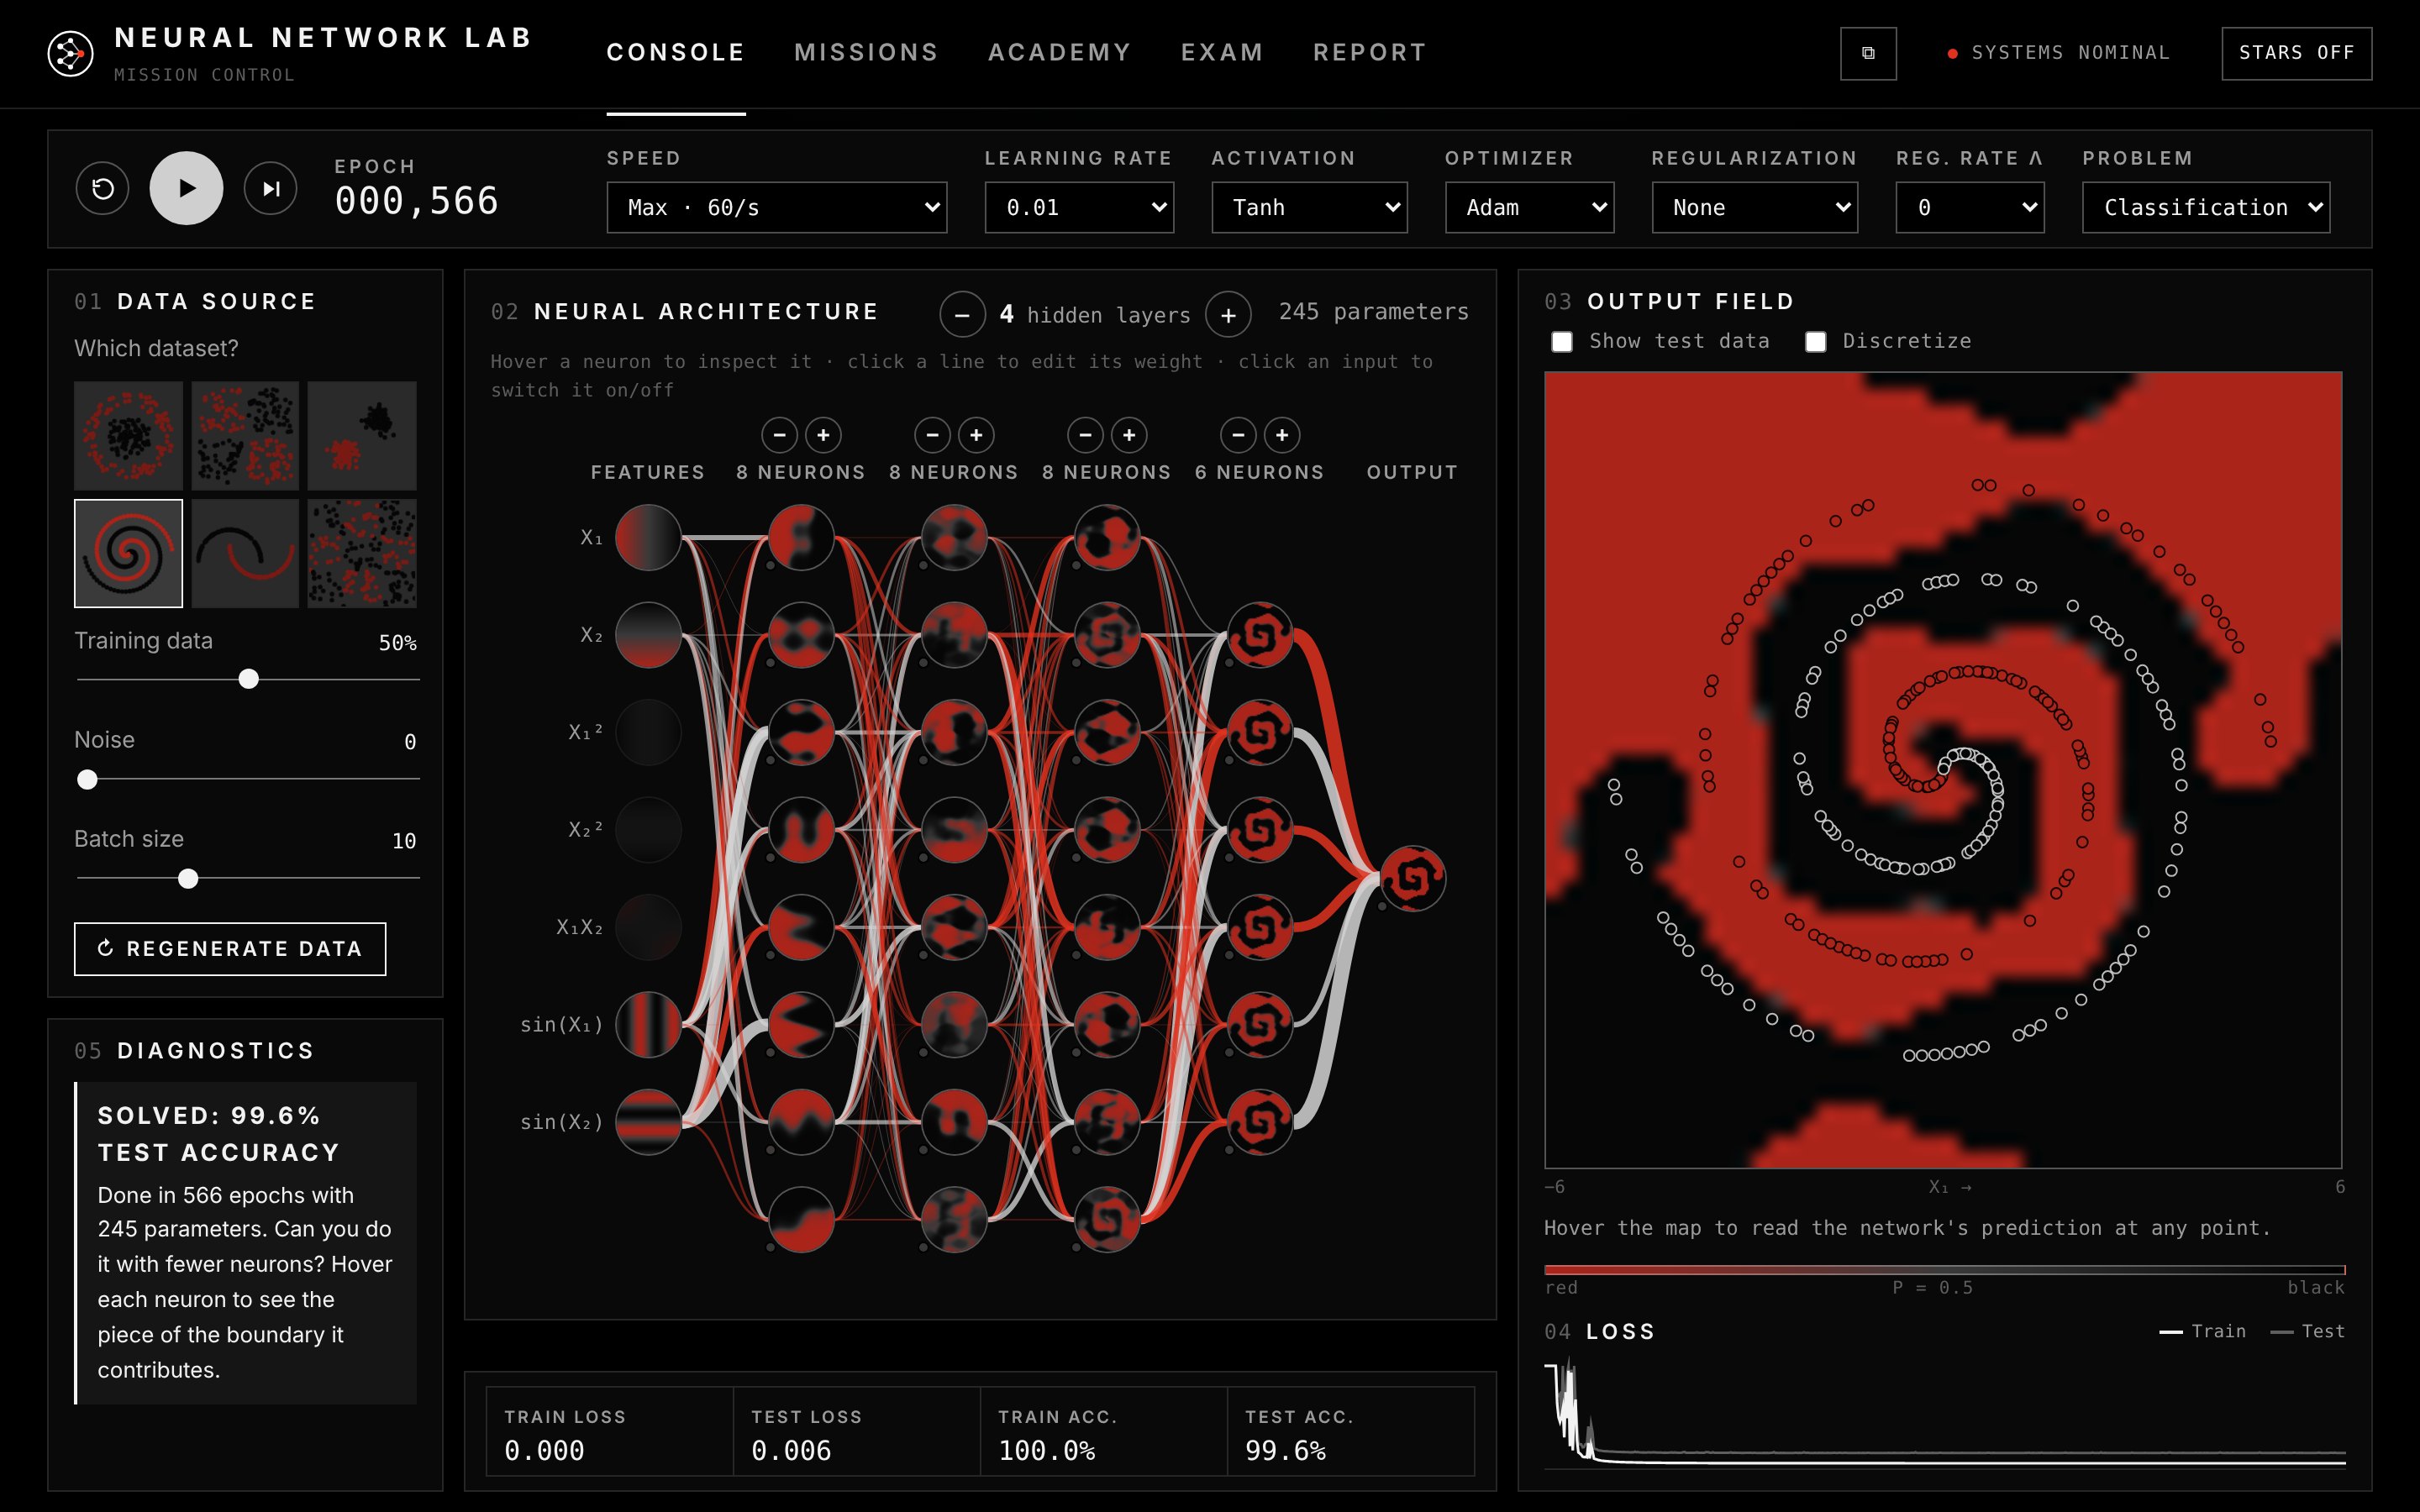 NEURAL NETWORK LAB
MISSION CONTROL
CONSOLE
MISSIONS
ACADEMY
EXAM
REPORT
SYSTEMS NOMINAL
STARS OFF
EPOCH
000,566
SPEED
Max · 60/s
LEARNING RATE
0.01
ACTIVATION
Tanh
OPTIMIZER
Adam
REGULARIZATION
None
REG. RATE Λ
0
PROBLEM
Classification
01 DATA SOURCE
Which dataset?
Training data 50%
Noise 0
Batch size 10
↻ REGENERATE DATA
05 DIAGNOSTICS
SOLVED: 99.6%
TEST ACCURACY
Done in 566 epochs with
245 parameters. Can you do
it with fewer neurons? Hover
each neuron to see the
piece of the boundary it
contributes.
02 NEURAL ARCHITECTURE
− 4 hidden layers +
245 parameters
Hover a neuron to inspect it · click a line to edit its weight · click an input to
switch it on/off
− + − + − + − +
FEATURES 8 NEURONS 8 NEURONS 8 NEURONS 6 NEURONS OUTPUT
X₁
X₂
X₁²
X₂²
X₁X₂
sin(X₁)
sin(X₂)
TRAIN LOSS
0.000
TEST LOSS
0.006
TRAIN ACC.
100.0%
TEST ACC.
99.6%
03 OUTPUT FIELD
Show test data
Discretize
−6 X₁ → 6
Hover the map to read the network's prediction at any point.
red P = 0.5 black
04 LOSS
Train Test